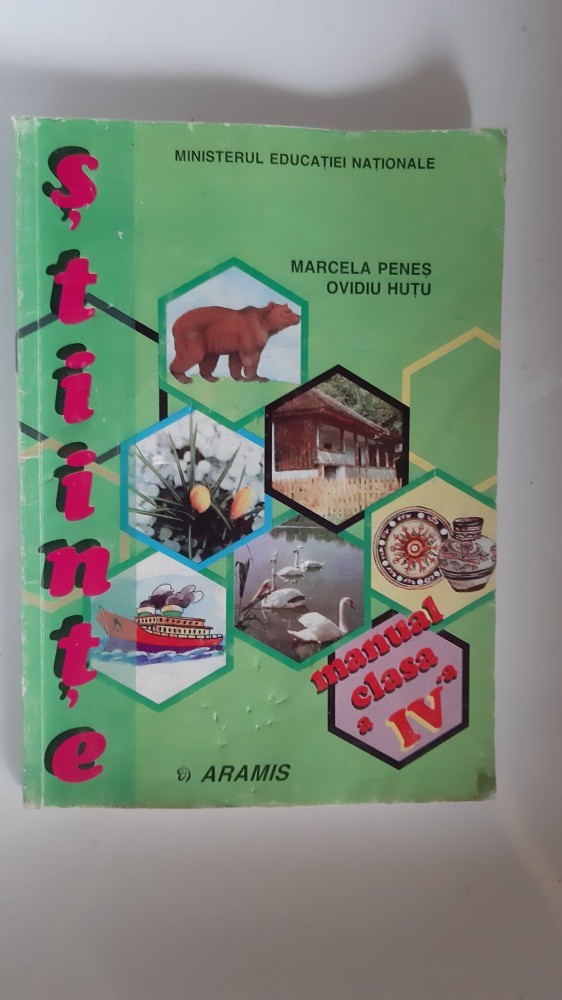 Științe
MINISTERUL EDUCAȚIEI NAȚIONALE
MARCELA PENEȘ
OVIDIU HUȚU
manual
clasa
a IV-a
ARAMIS